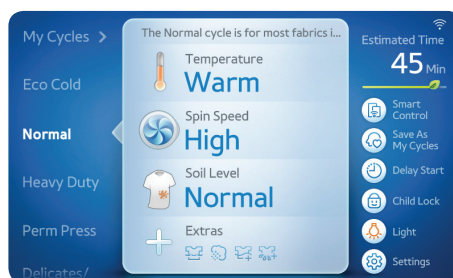 My Cycles >
Eco Cold
Normal
Heavy Duty
Perm Press
Delicates/
The Normal cycle is for most fabrics i...
Temperature
Warm
Spin Speed
High
Soil Level
Normal
Extras
Estimated Time
45 Min
Smart
Control
Save As
My Cycles
Delay Start
Child Lock
Light
Settings